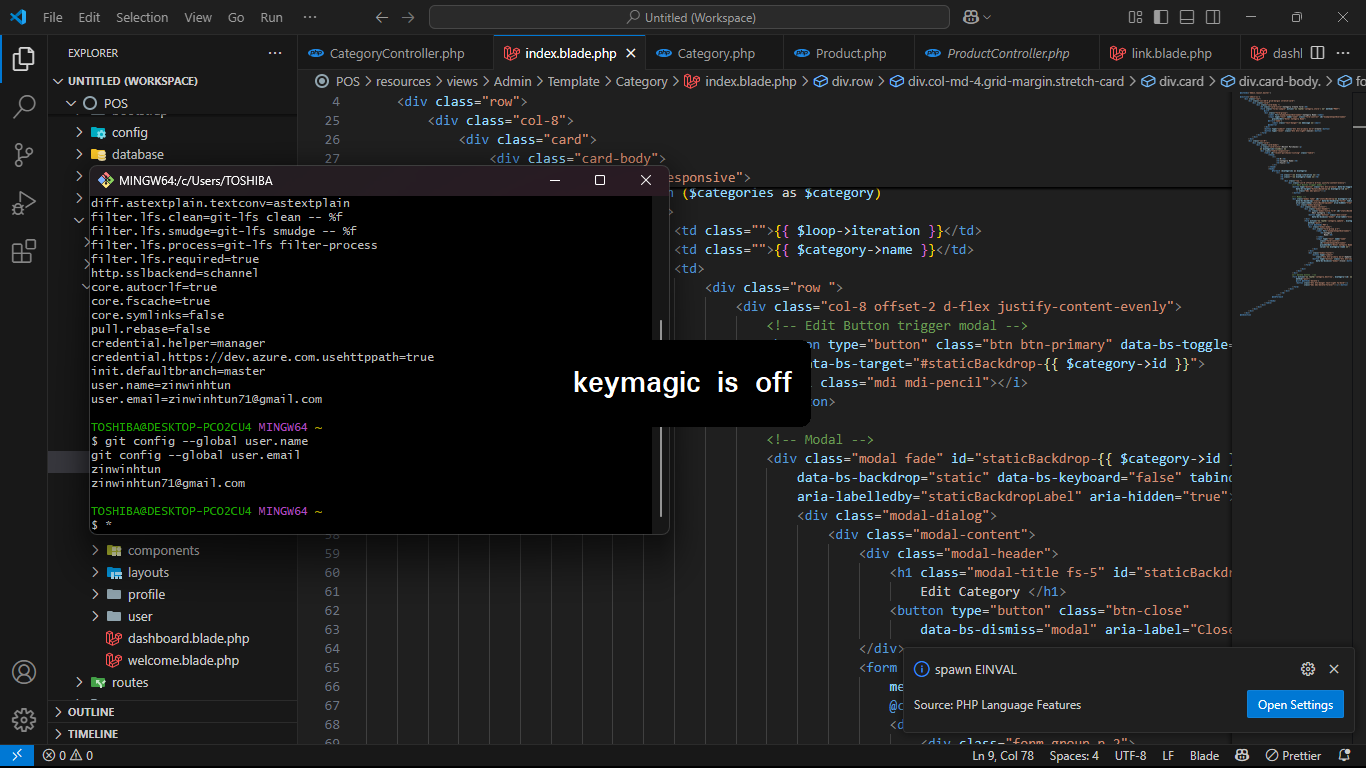 File Edit Selection View Go Run ···
Untitled (Workspace)
EXPLORER ···
UNTITLED (WORKSPACE)
POS
config
database
components
layouts
profile
user
dashboard.blade.php
welcome.blade.php
routes
OUTLINE
TIMELINE
CategoryController.php index.blade.php Category.php Product.php ProductController.php link.blade.php dashl
POS > resources > views > Admin > Template > Category > index.blade.php > div.row > div.col-md-4.grid-margin.stretch-card > div.card > div.card-body. > fo
4 <div class="row">
25 <div class="col-8">
26 <div class="card">
27 <div class="card-body">
esponsive">
($categories as $category)
>
<td class="">{{ $loop->iteration }}</td>
<td class="">{{ $category->name }}</td>
<td>
<div class="row ">
<div class="col-8 offset-2 d-flex justify-content-evenly">
<!-- Edit Button trigger modal -->
on type="button" class="btn btn-primary" data-bs-toggle=
ata-bs-target="#staticBackdrop-{{ $category->id }}">
class="mdi mdi-pencil"></i>
ton>
<!-- Modal -->
<div class="modal fade" id="staticBackdrop-{{ $category->id }
data-bs-backdrop="static" data-bs-keyboard="false" tabind
aria-labelledby="staticBackdropLabel" aria-hidden="true">
<div class="modal-dialog">
58 <div class="modal-content">
59 <div class="modal-header">
60 <h1 class="modal-title fs-5" id="staticBackdr
61 Edit Category </h1>
62 <button type="button" class="btn-close"
63 data-bs-dismiss="modal" aria-label="Close
64 </div>
65 <form
66 me
67 @c
68 <d
69 <div class="form-group p-2">
MINGW64:/c/Users/TOSHIBA
diff.astextplain.textconv=astextplain
filter.lfs.clean=git-lfs clean -- %f
filter.lfs.smudge=git-lfs smudge -- %f
filter.lfs.process=git-lfs filter-process
filter.lfs.required=true
http.sslbackend=schannel
core.autocrlf=true
core.fscache=true
core.symlinks=false
pull.rebase=false
credential.helper=manager
credential.https://dev.azure.com.usehttppath=true
init.defaultbranch=master
user.name=zinwinhtun
user.email=zinwinhtun71@gmail.com
TOSHIBA@DESKTOP-PCO2CU4 MINGW64 ~
$ git config --global user.name
git config --global user.email
zinwinhtun
zinwinhtun71@gmail.com
TOSHIBA@DESKTOP-PCO2CU4 MINGW64 ~
$ *
keymagic is off
spawn EINVAL
Source: PHP Language Features
Open Settings
0 0
Ln 9, Col 78 Spaces: 4 UTF-8 LF Blade Prettier